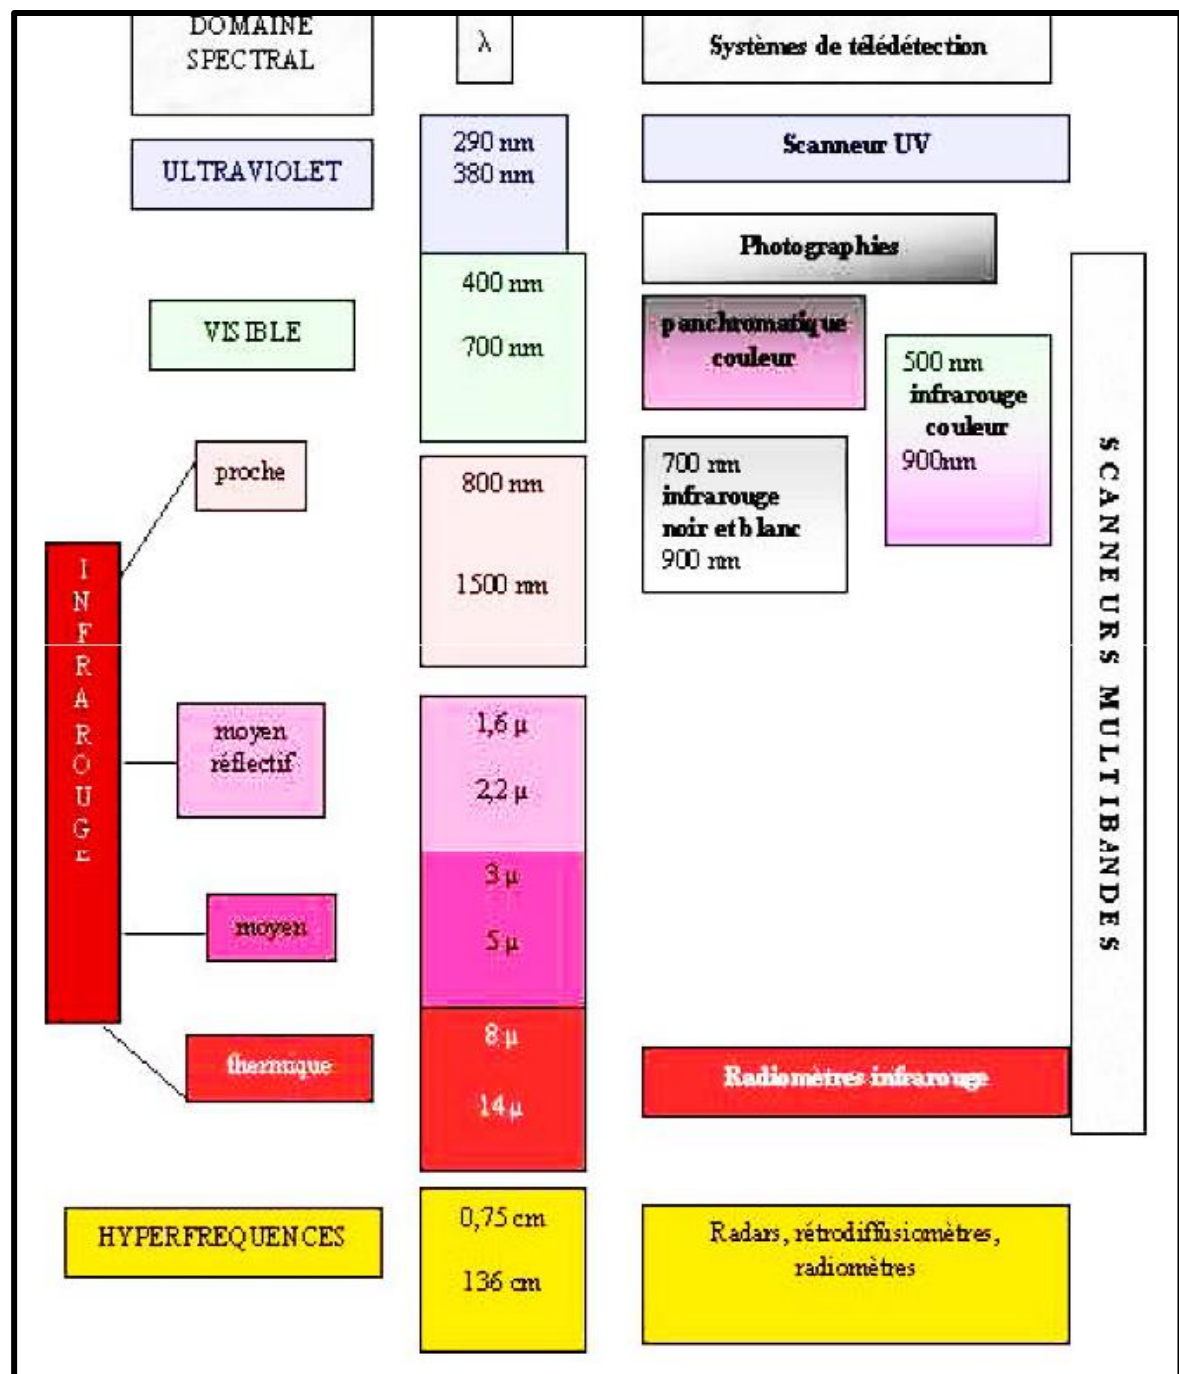 DOMAINE
SPECTRAL
λ
Systèmes de télédétection
ULTRAVIOLET
290 nm
380 nm
Scanneur UV
Photographies
VISIBLE
400 nm
700 nm
panchromatique
couleur
500 nm
infrarouge
couleur
900nm
proche
800 nm
1500 nm
700 nm
infrarouge
noir et blanc
900 nm
INFRAROUGE
moyen
réflectif
1,6 μ
2,2 μ
moyen
3 μ
5 μ
thermique
8 μ
14 μ
Radiomètres infrarouge
SCANNEURS MULTIBANDES
HYPERFREQUENCES
0,75 cm
136 cm
Radars, rétrodiffusiomètres,
radiomètres